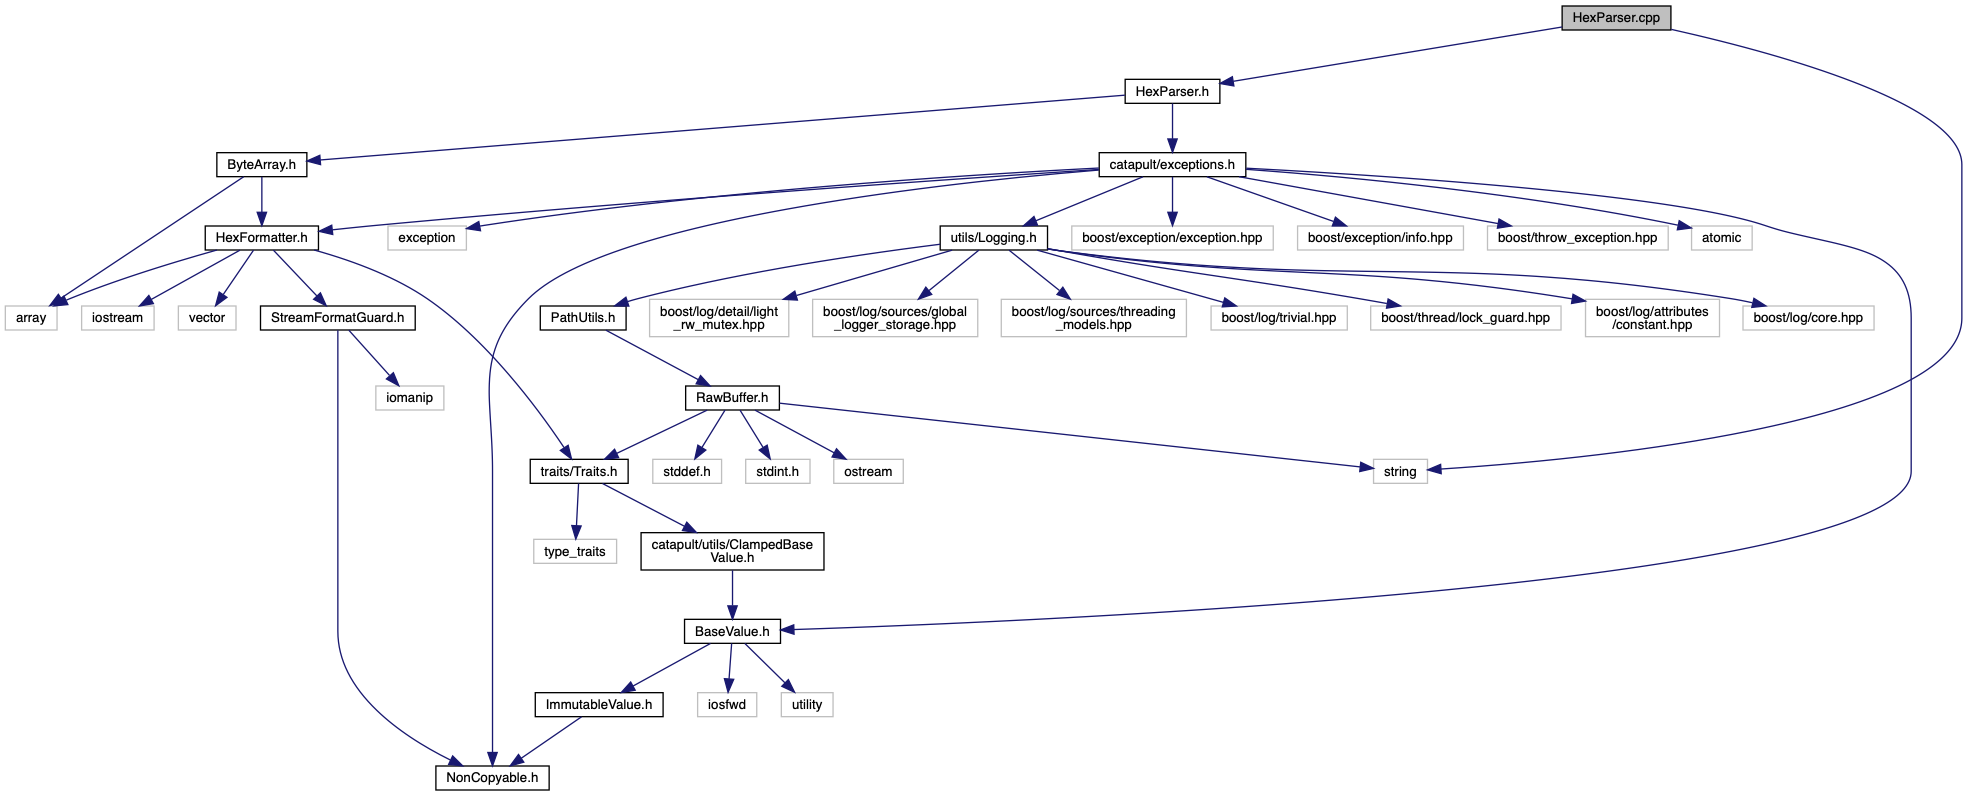 HexParser.cpp
HexParser.h
ByteArray.h
catapult/exceptions.h
HexFormatter.h
exception
utils/Logging.h
boost/exception/exception.hpp
boost/exception/info.hpp
boost/throw_exception.hpp
atomic
array
iostream
vector
StreamFormatGuard.h
PathUtils.h
boost/log/detail/light
_rw_mutex.hpp
boost/log/sources/global
_logger_storage.hpp
boost/log/sources/threading
_models.hpp
boost/log/trivial.hpp
boost/thread/lock_guard.hpp
boost/log/attributes
/constant.hpp
boost/log/core.hpp
iomanip
RawBuffer.h
traits/Traits.h
stddef.h
stdint.h
ostream
string
type_traits
catapult/utils/ClampedBase
Value.h
BaseValue.h
ImmutableValue.h
iosfwd
utility
NonCopyable.h